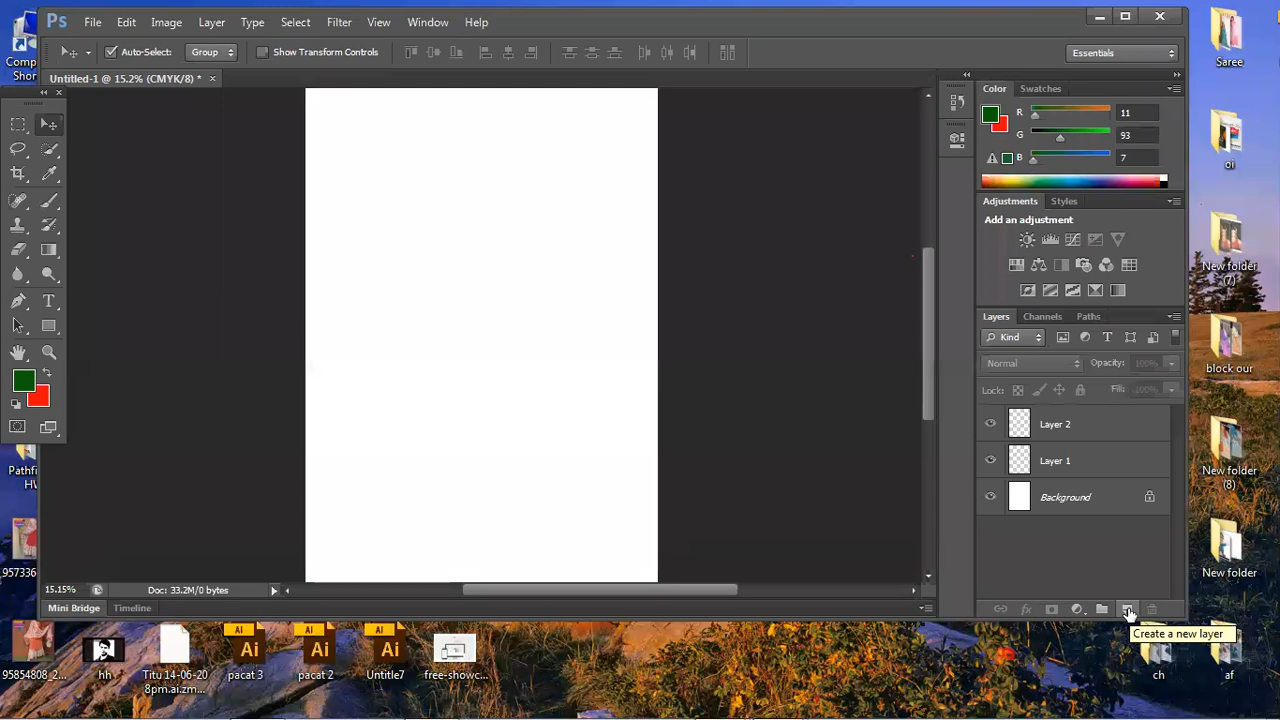 Ps File Edit Image Layer Type Select Filter View Window Help
Auto-Select: Group Show Transform Controls Essentials
Untitled-1 @ 15.2% (CMYK/8) *
Color Swatches
R 11
G 93
B 7
Adjustments Styles
Add an adjustment
Layers Channels Paths
Kind
Normal Opacity: 100%
Lock: Fill: 100%
Layer 2
Layer 1
Background
15.15% Doc: 33.2M/0 bytes
Mini Bridge Timeline
Create a new layer
Comp
Shor
Pathfi
HW
957336
95854808_2...
hh
Titu 14-06-20
8pm.ai.zm...
Ai
pacat 3
Ai
pacat 2
Ai
Untitle7
free-showc...
Saree
oi
New folder
(7)
block our
New folder
(8)
New folder
ch
af